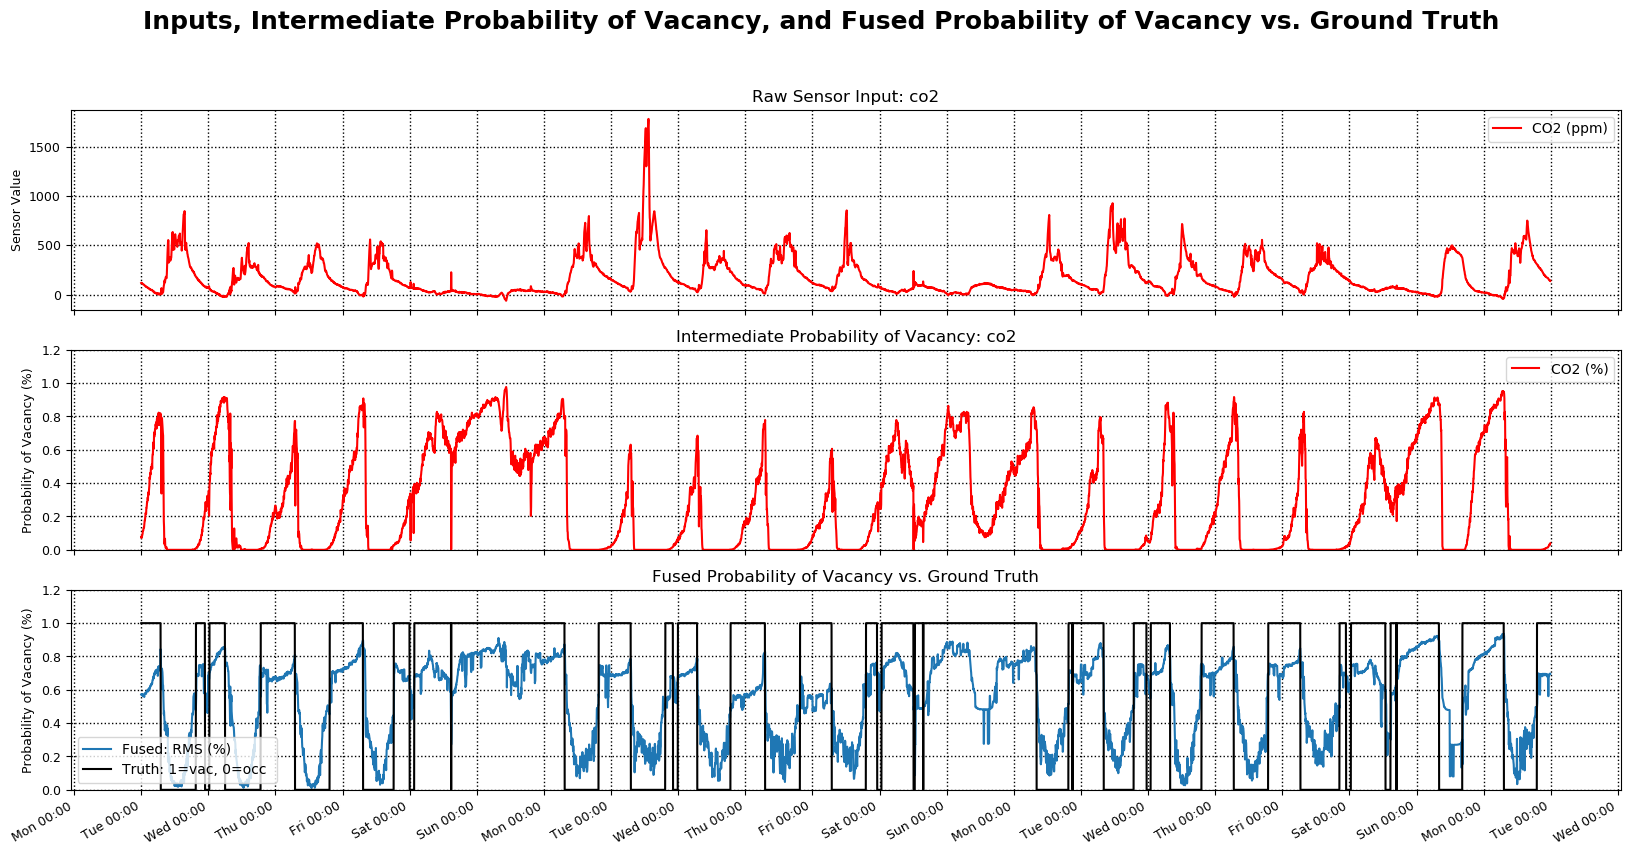 Inputs, Intermediate Probability of Vacancy, and Fused Probability of Vacancy vs. Ground Truth
Raw Sensor Input: co2
Sensor Value
1500
1000
500
0
CO2 (ppm)
Intermediate Probability of Vacancy: co2
Probability of Vacancy (%)
1.2
1.0
0.8
0.6
0.4
0.2
0.0
CO2 (%)
Fused Probability of Vacancy vs. Ground Truth
Probability of Vacancy (%)
1.2
1.0
0.8
0.6
0.4
0.2
0.0
Fused: RMS (%)
Truth: 1=vac, 0=occ
Mon 00:00
Tue 00:00
Wed 00:00
Thu 00:00
Fri 00:00
Sat 00:00
Sun 00:00
Mon 00:00
Tue 00:00
Wed 00:00
Thu 00:00
Fri 00:00
Sat 00:00
Sun 00:00
Mon 00:00
Tue 00:00
Wed 00:00
Thu 00:00
Fri 00:00
Sat 00:00
Sun 00:00
Mon 00:00
Tue 00:00
Wed 00:00